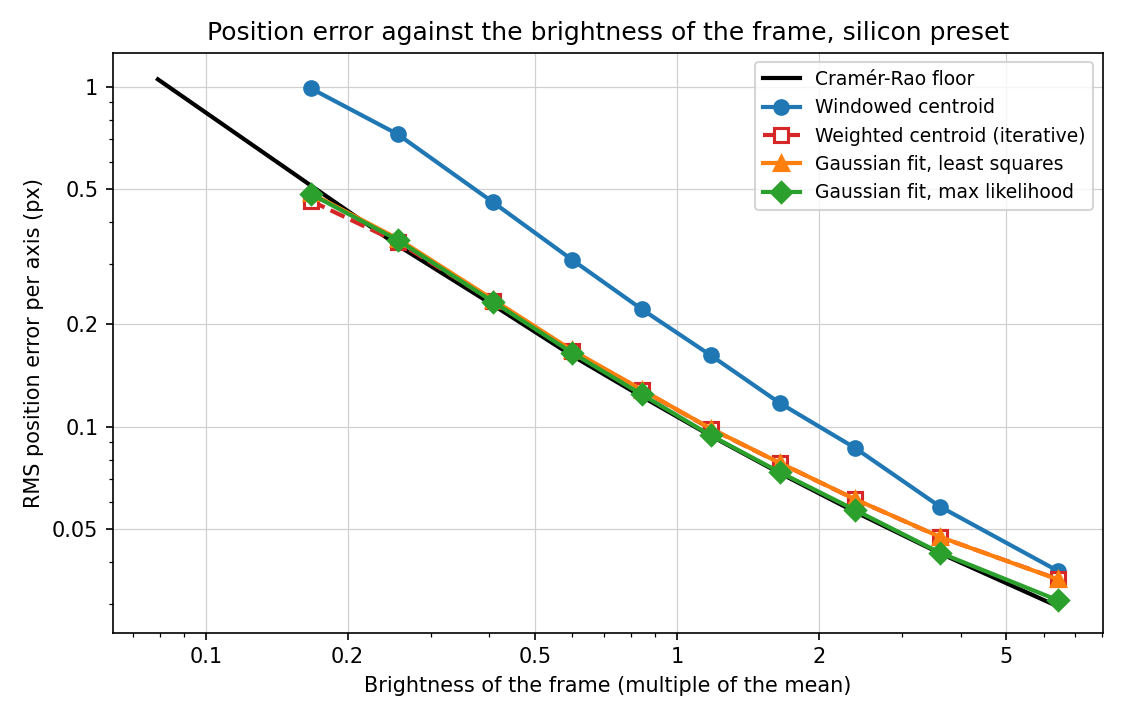 Position error against the brightness of the frame, silicon preset
Cramér-Rao floor
Windowed centroid
Weighted centroid (iterative)
Gaussian fit, least squares
Gaussian fit, max likelihood
RMS position error per axis (px)
1
0.5
0.2
0.1
0.05
0.1 0.2 0.5 1 2 5
Brightness of the frame (multiple of the mean)